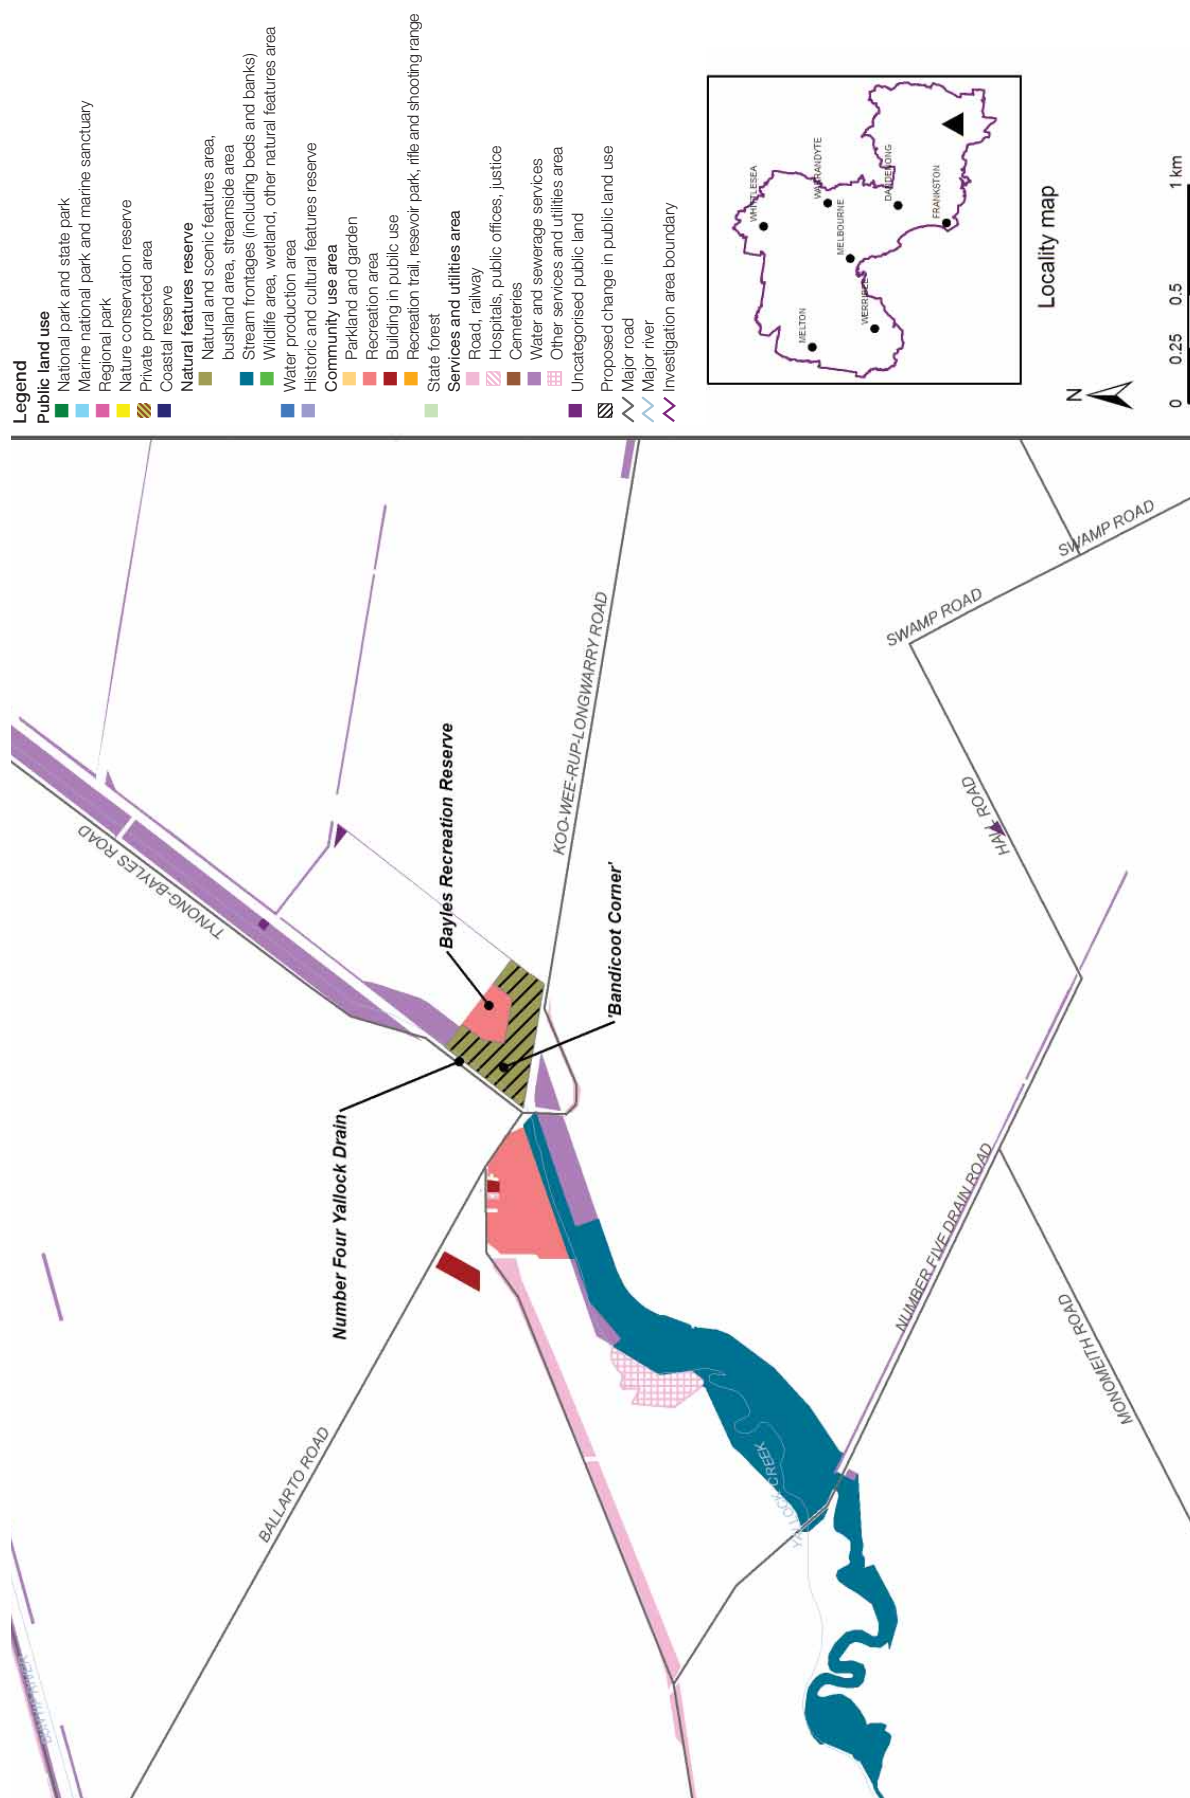 Legend
Public land use
National park and state park
Marine national park and marine sanctuary
Regional park
Nature conservation reserve
Private protected area
Coastal reserve
Natural features reserve
Natural and scenic features area,
bushland area, streamside area
Stream frontages (including beds and banks)
Wildlife area, wetland, other natural features area
Water production area
Historic and cultural features reserve
Community use area
Parkland and garden
Recreation area
Building in public use
Recreation trail, resevoir park, rifle and shooting range
State forest
Services and utilities area
Road, railway
Hospitals, public offices, justice
Cemeteries
Water and sewerage services
Other services and utilities area
Uncategorised public land
Proposed change in public land use
Major road
Major river
Investigation area boundary
WHITTLESEA
WARRANDYTE
MELBOURNE
DANDENONG
MELTON
WERRIBEE
FRANKSTON
Locality map
N
0
0.25
0.5
1 km
TYNONG-BAYLES ROAD
Bayles Recreation Reserve
KOO-WEE-RUP-LONGWARRY ROAD
'Bandicoot Corner'
Number Four Yallock Drain
BALLARTO ROAD
SWAMP ROAD
SWAMP ROAD
HALL ROAD
NUMBER FIVE DRAIN ROAD
MONOMEITH ROAD
YALLOCK CREEK